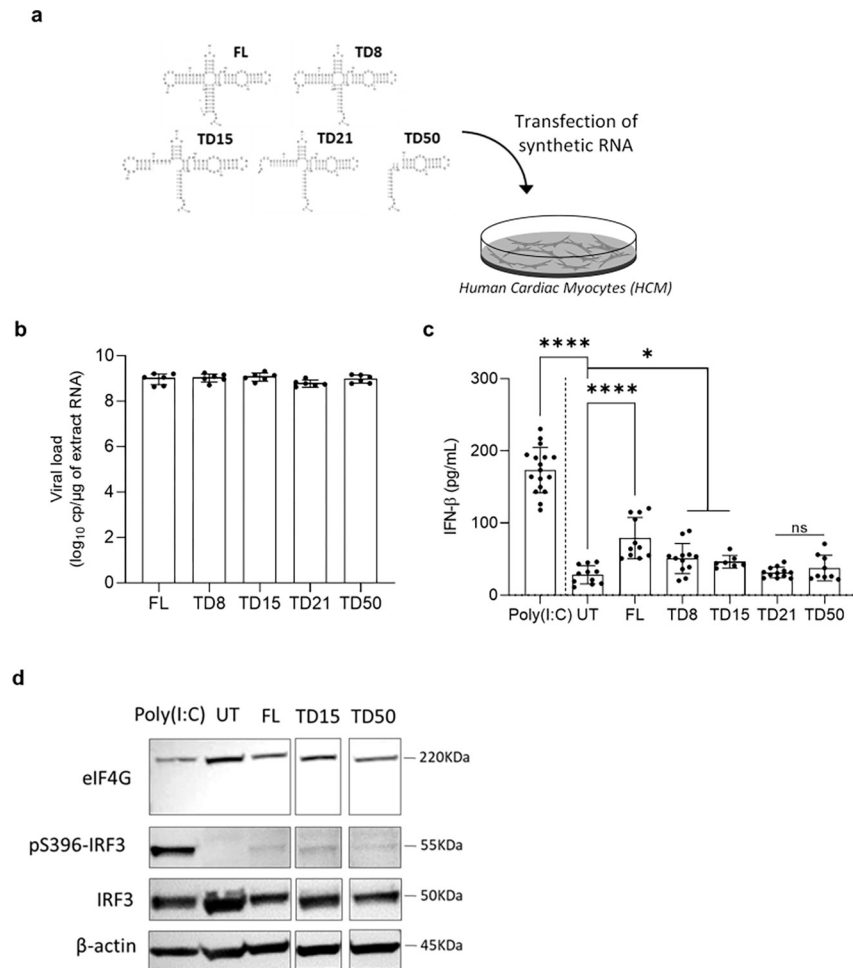 a
FL TD8
TD15 TD21 TD50
Transfection of
synthetic RNA
Human Cardiac Myocytes (HCM)
b
Viral load
(log10 cp/µg of extract RNA)
10
8
6
4
2
0
FL TD8 TD15 TD21 TD50
c
**** *
****
IFN-β (pg/mL)
300
200
100
0
ns
Poly(I:C) UT FL TD8 TD15 TD21 TD50
d
Poly(I:C) UT FL TD15 TD50
eIF4G 220KDa
pS396-IRF3 55KDa
IRF3 50KDa
β-actin 45KDa